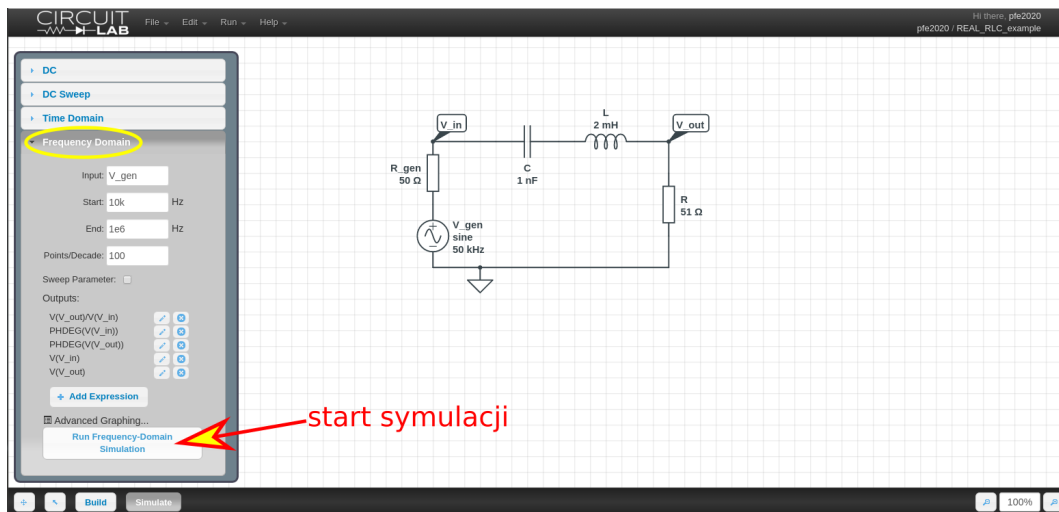 CIRCUIT
LAB
File Edit Run Help
Hi there, pfe2020
pfe2020 / REAL_RLC_example
DC
DC Sweep
Time Domain
Frequency Domain
Input: V_gen
Start: 10k Hz
End: 1e6 Hz
Points/Decade: 100
Sweep Parameter:
Outputs:
V(V_out)/V(V_in)
PHDEG(V(V_in))
PHDEG(V(V_out))
V(V_in)
V(V_out)
Add Expression
Advanced Graphing...
Run Frequency-Domain
Simulation
start symulacji
V_in
L
2 mH
V_out
R_gen
50 Ω
C
1 nF
R
51 Ω
V_gen
sine
50 kHz
Build
Simulate
100%